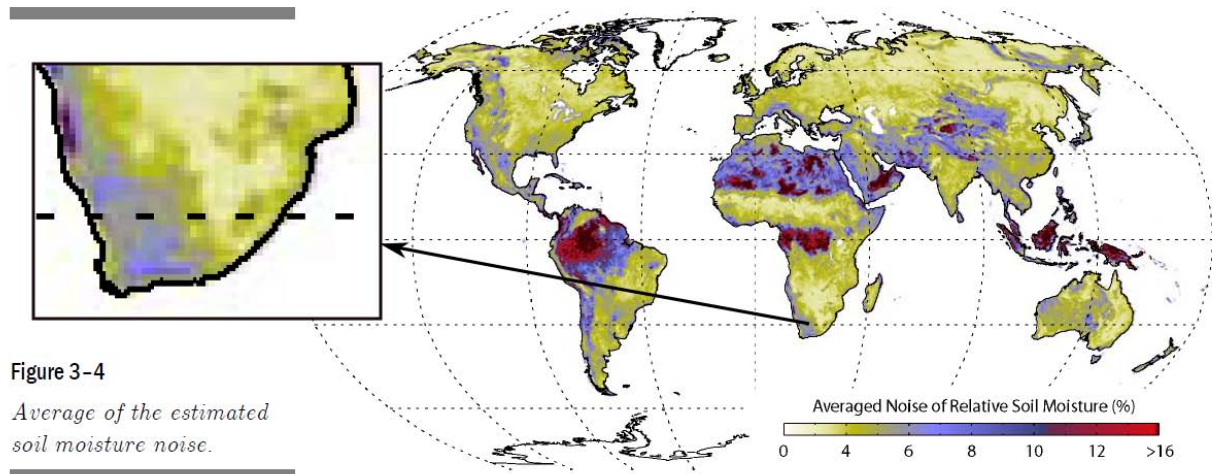 Figure 3-4
Average of the estimated
soil moisture noise.
Averaged Noise of Relative Soil Moisture (%)
0 4 6 8 10 12 >16